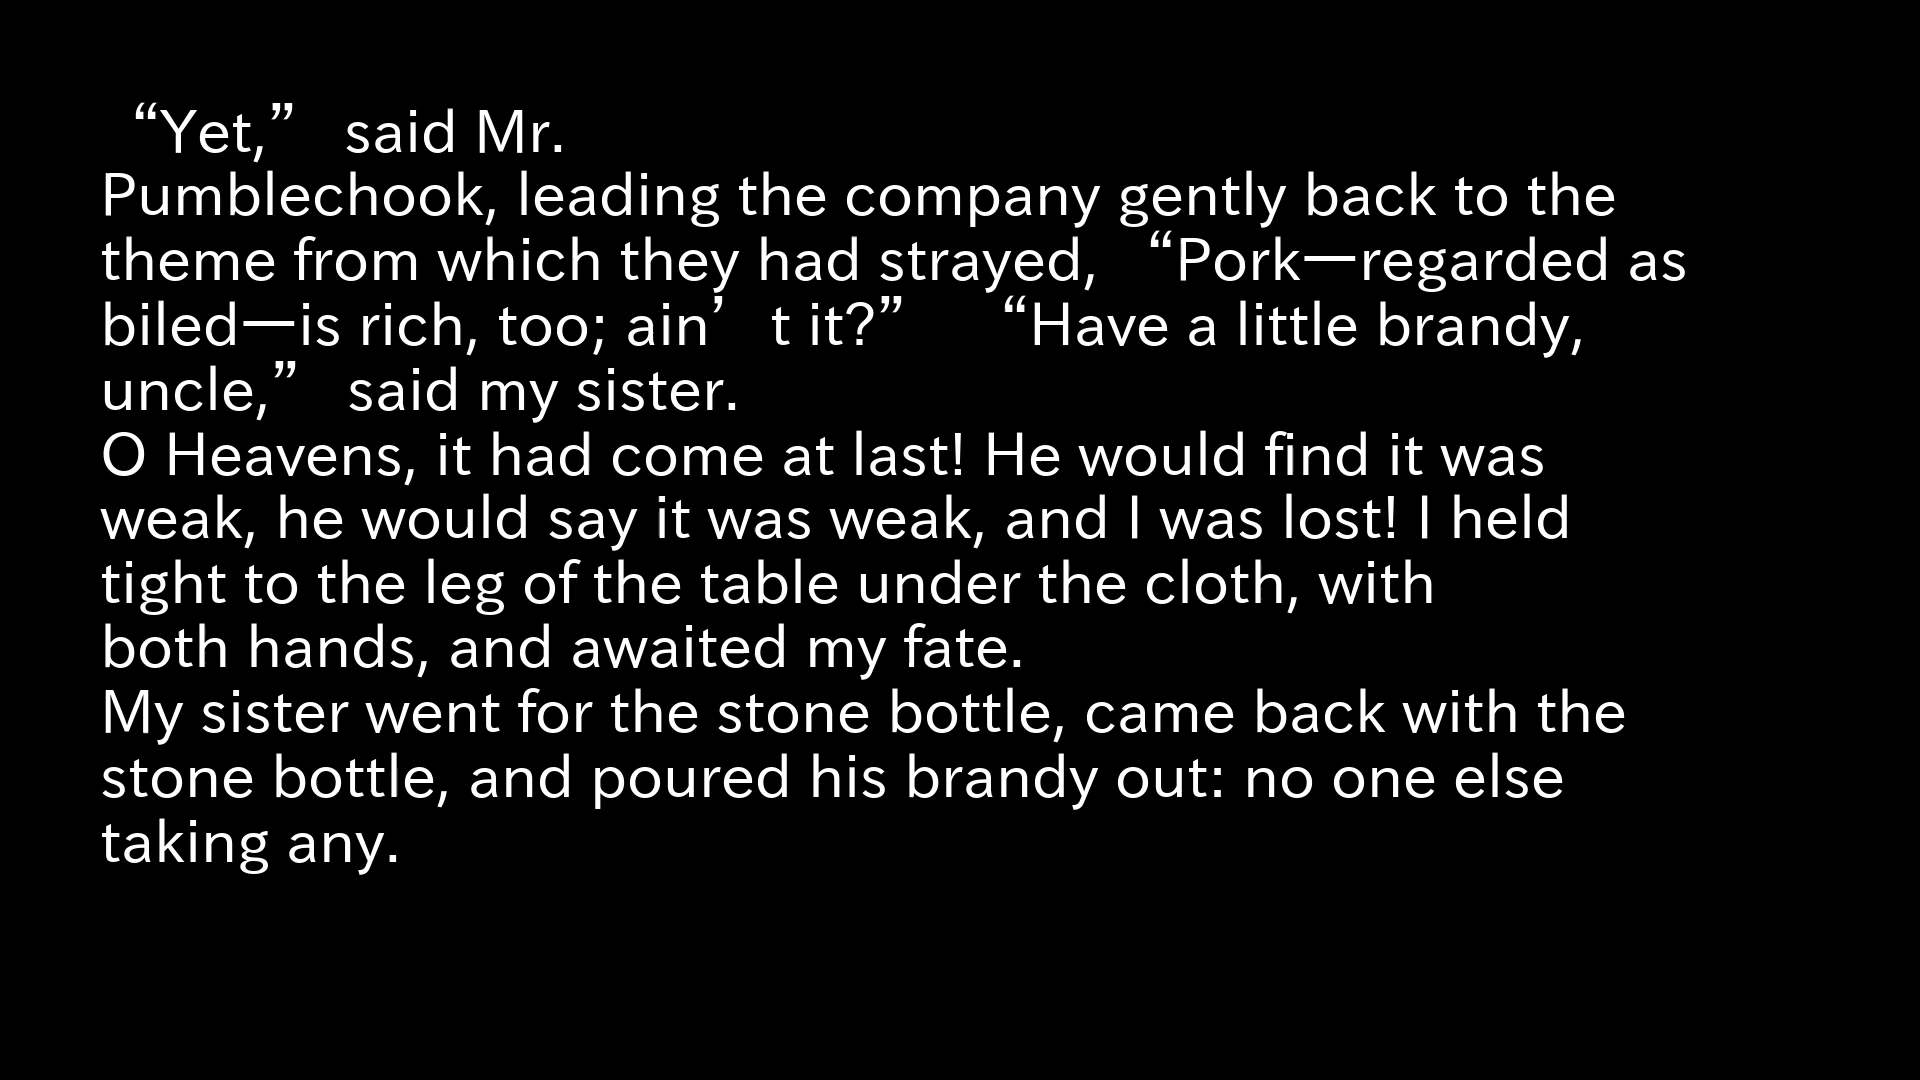 “Yet,” said Mr.
Pumblechook, leading the company gently back to the
theme from which they had strayed, “Pork—regarded as
biled—is rich, too; ain’t it?” “Have a little brandy,
uncle,” said my sister.
O Heavens, it had come at last! He would find it was
weak, he would say it was weak, and I was lost! I held
tight to the leg of the table under the cloth, with
both hands, and awaited my fate.
My sister went for the stone bottle, came back with the
stone bottle, and poured his brandy out: no one else
taking any.